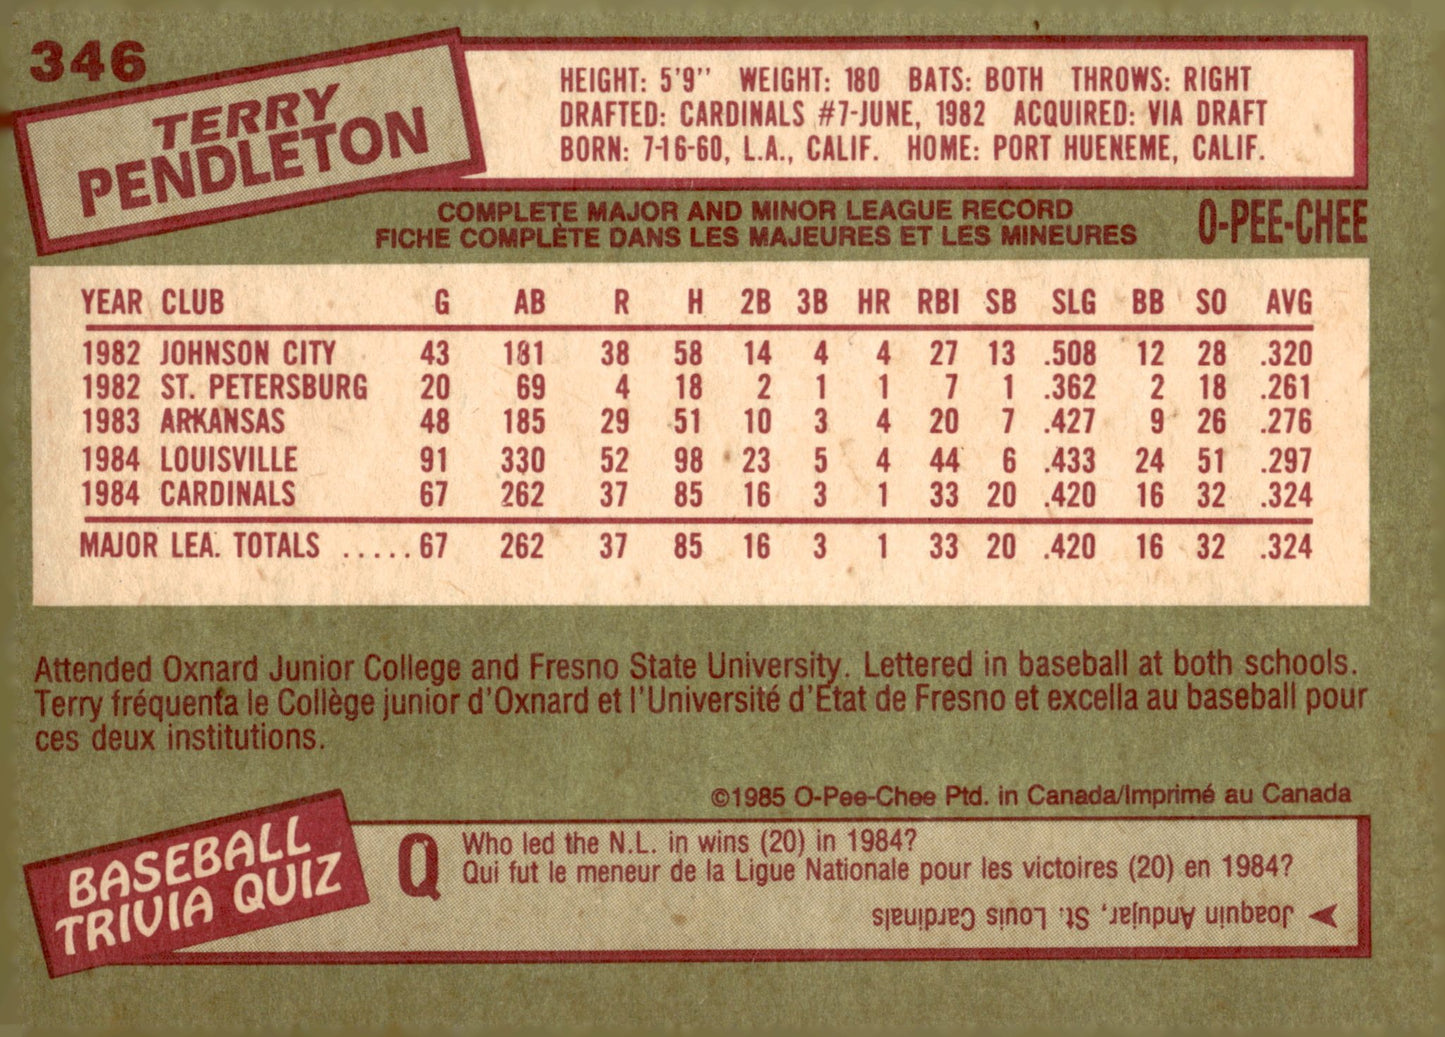 346
TERRY
PENDLETON
HEIGHT: 5'9" WEIGHT: 180 BATS: BOTH THROWS: RIGHT
DRAFTED: CARDINALS #7-JUNE, 1982 ACQUIRED: VIA DRAFT
BORN: 7-16-60, L.A., CALIF. HOME: PORT HUENEME, CALIF.
COMPLETE MAJOR AND MINOR LEAGUE RECORD
FICHE COMPLÈTE DANS LES MAJEURES ET LES MINEURES
O-PEE-CHEE
YEAR CLUB G AB R H 2B 3B HR RBI SB SLG BB SO AVG
1982 JOHNSON CITY 43 181 38 58 14 4 4 27 13 .508 12 28 .320
1982 ST. PETERSBURG 20 69 4 18 2 1 1 7 1 .362 2 18 .261
1983 ARKANSAS 48 185 29 51 10 3 4 20 7 .427 9 26 .276
1984 LOUISVILLE 91 330 52 98 23 5 4 44 6 .433 24 51 .297
1984 CARDINALS 67 262 37 85 16 3 1 33 20 .420 16 32 .324
MAJOR LEA. TOTALS ..... 67 262 37 85 16 3 1 33 20 .420 16 32 .324
Attended Oxnard Junior College and Fresno State University. Lettered in baseball at both schools.
Terry fréquenta le Collège junior d'Oxnard et l'Université d'Etat de Fresno et excella au baseball pour
ces deux institutions.
©1985 O-Pee-Chee Ptd. in Canada/Imprimé au Canada
BASEBALL
TRIVIA QUIZ
Q
Who led the N.L. in wins (20) in 1984?
Qui fut le meneur de la Ligue Nationale pour les victoires (20) en 1984?
Joaquin Andujar, St. Louis Cardinals